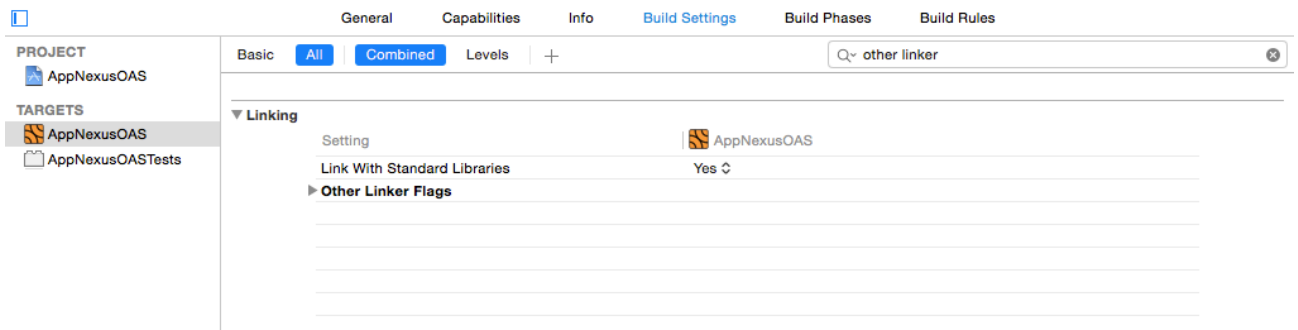 General Capabilities Info Build Settings Build Phases Build Rules
PROJECT
AppNexusOAS
TARGETS
AppNexusOAS
AppNexusOASTests
Basic All Combined Levels + other linker
Linking
Setting AppNexusOAS
Link With Standard Libraries Yes
Other Linker Flags